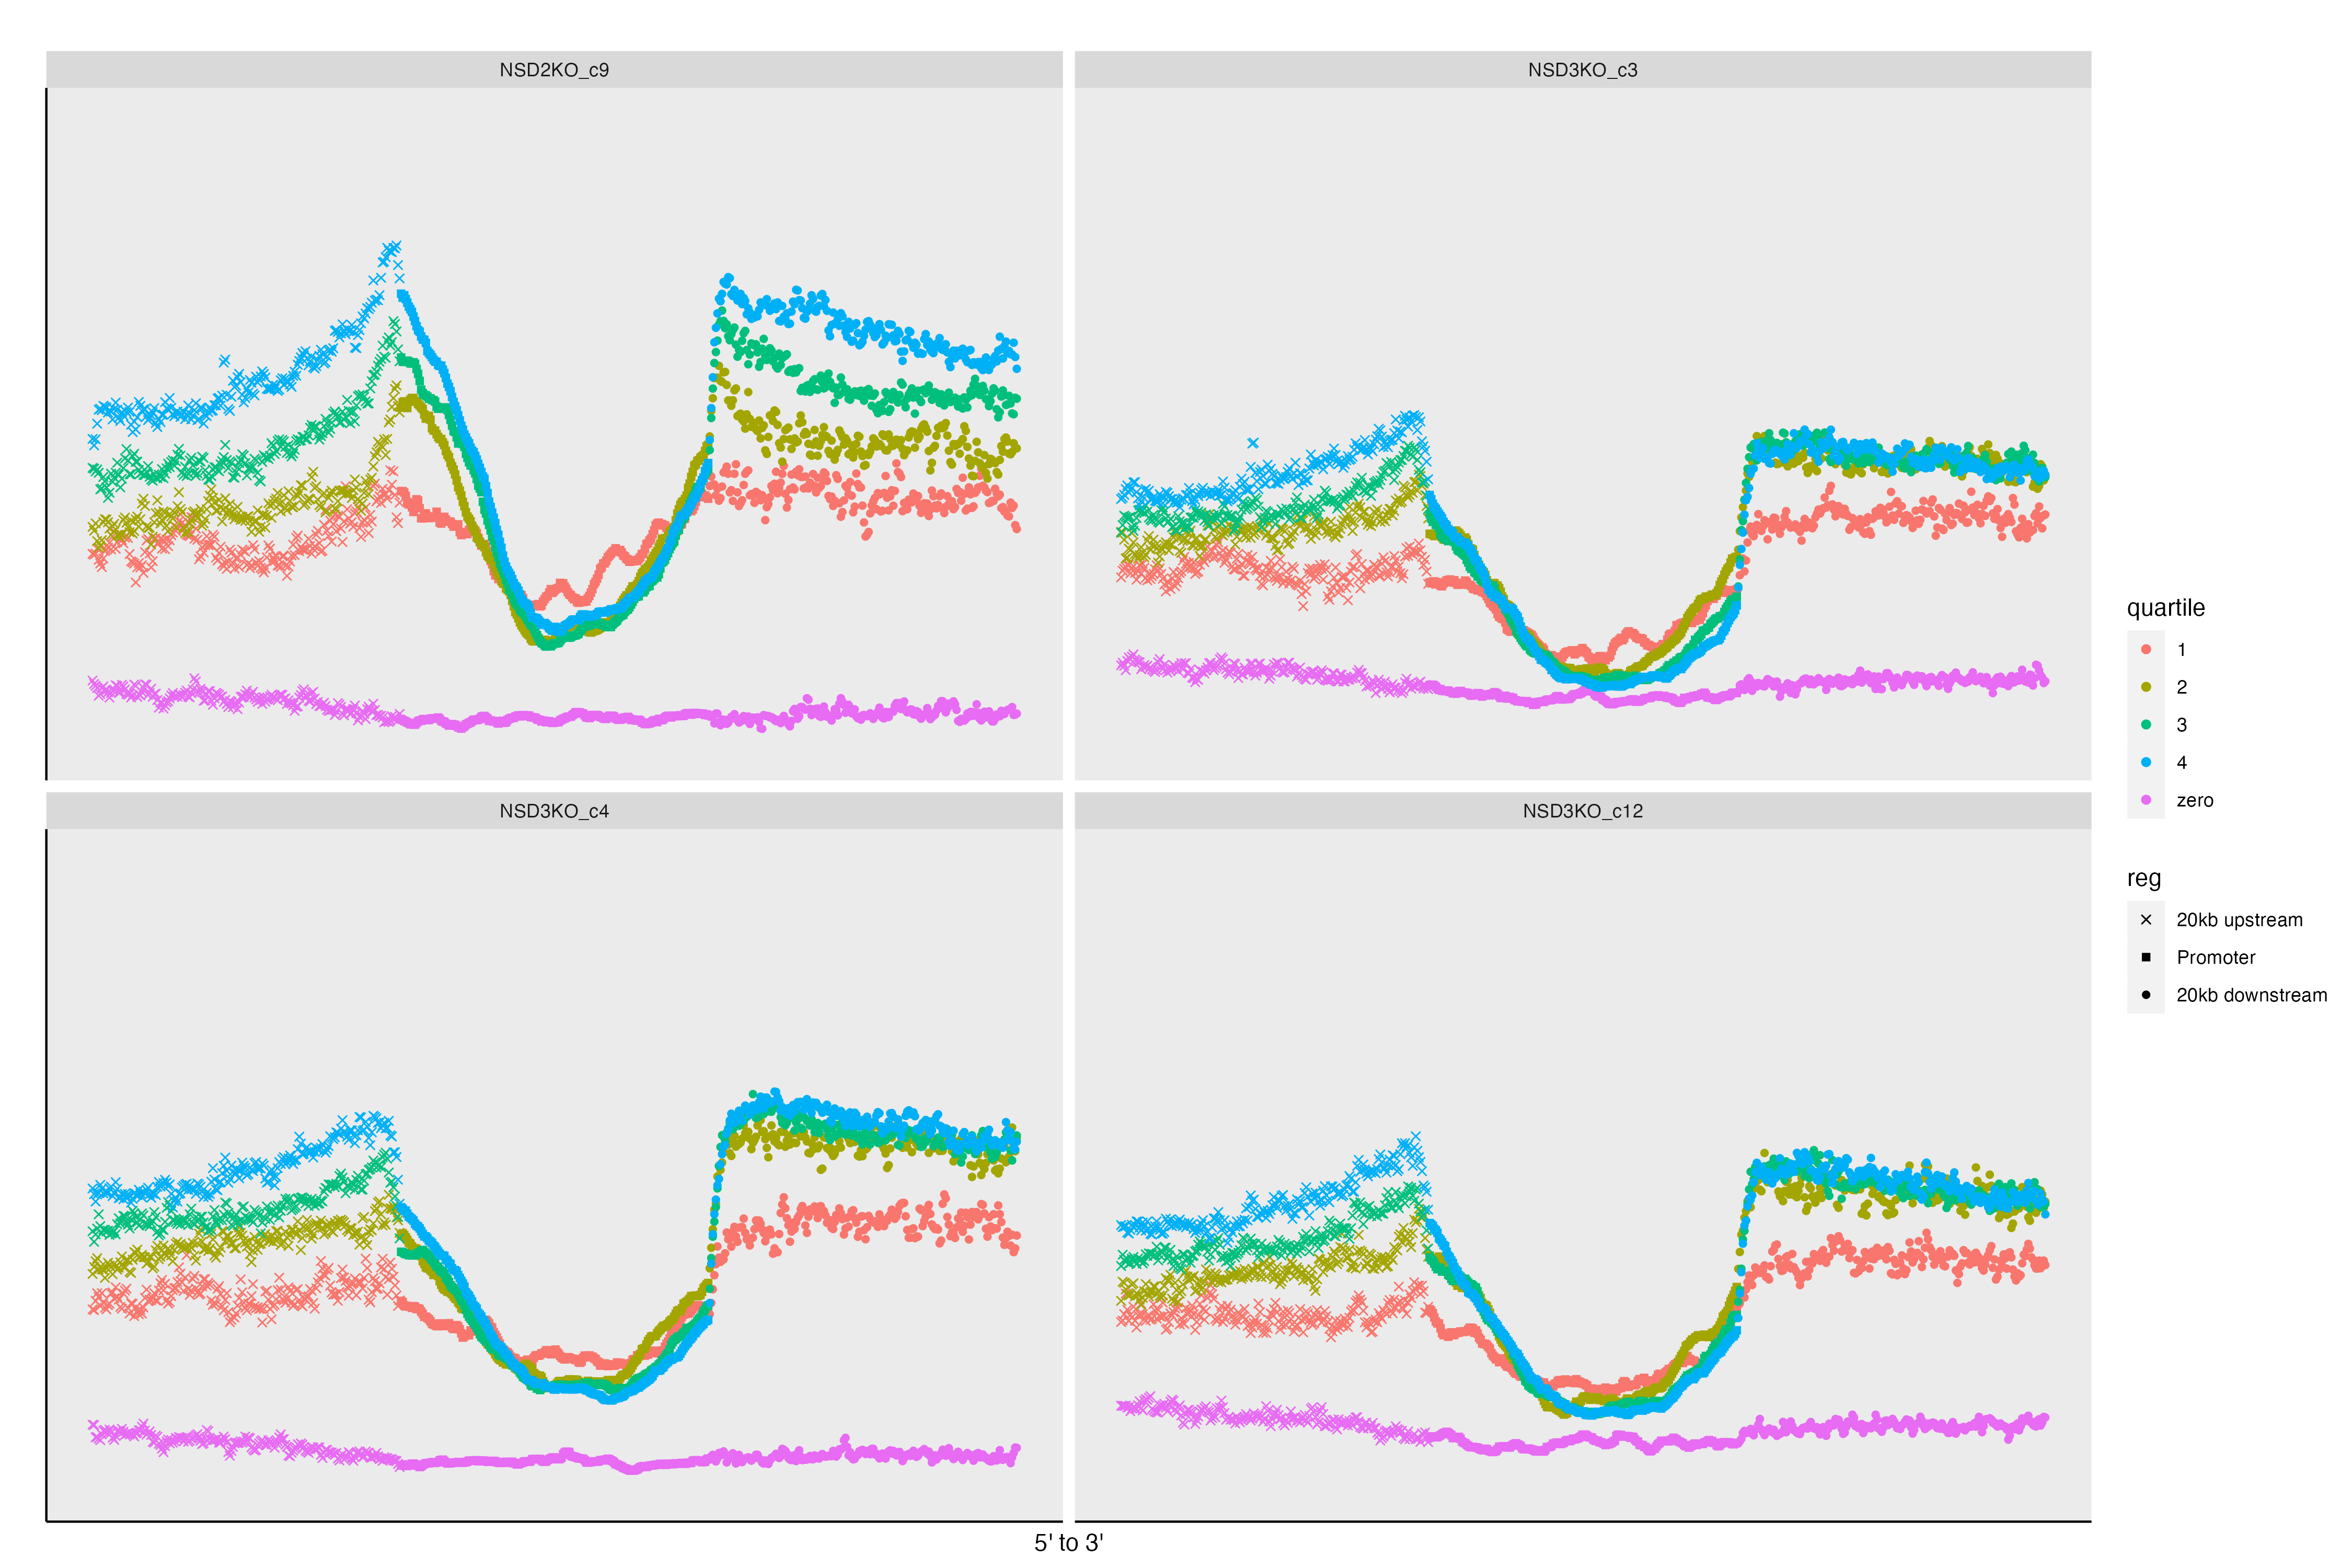 NSD2KO_c9
NSD3KO_c3
NSD3KO_c4
NSD3KO_c12
5' to 3'
quartile
1
2
3
4
zero
reg
20kb upstream
Promoter
20kb downstream